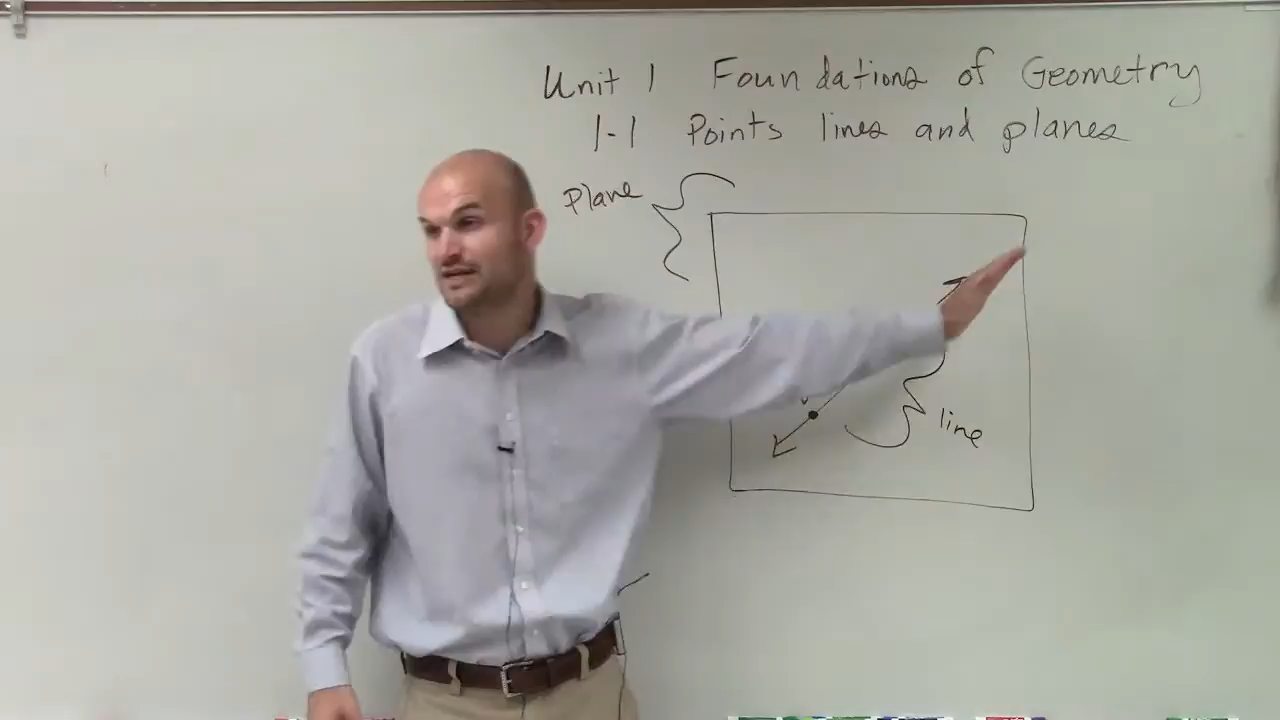 Unit 1 Foundations of Geometry
1-1 Points lines and planes
Plane
line